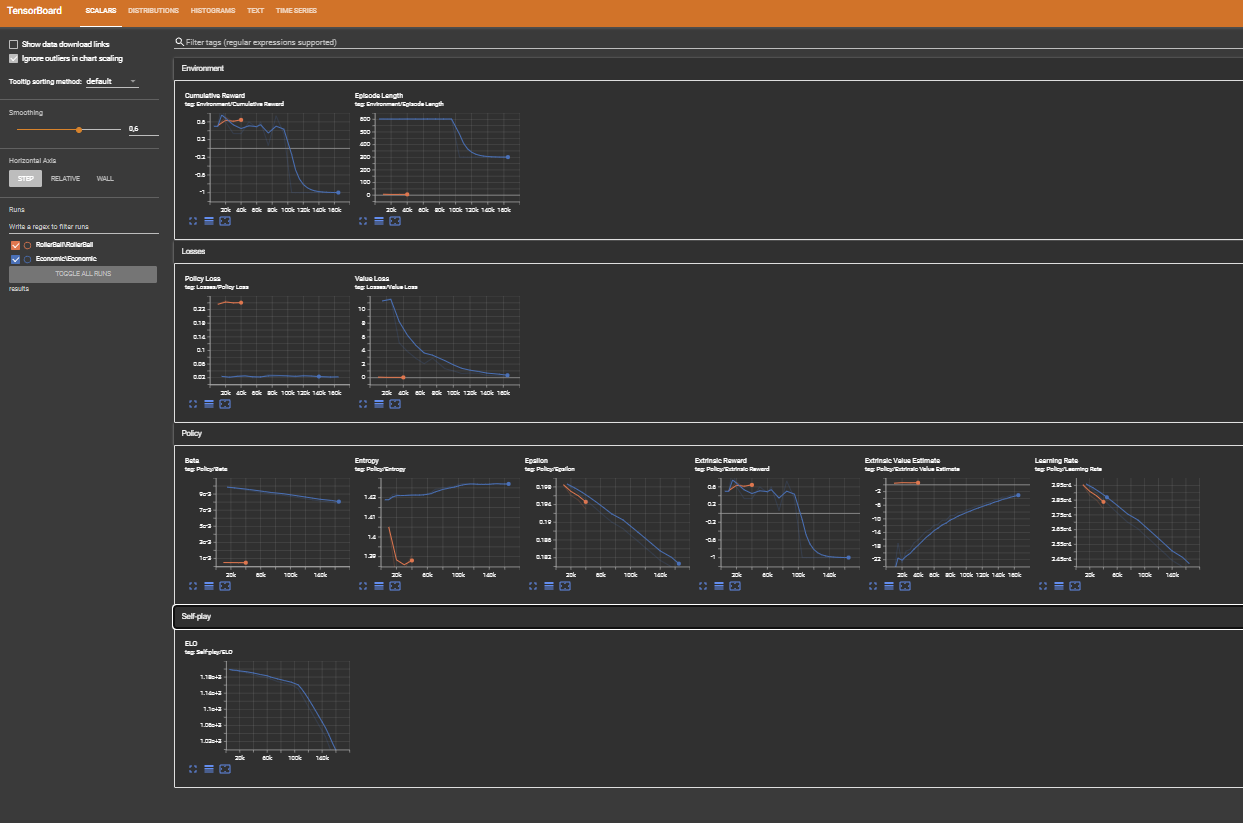 TensorBoard SCALARS DISTRIBUTIONS HISTOGRAMS TEXT TIME SERIES
Show data download links
Ignore outliers in chart scaling
Tooltip sorting method: default
Smoothing
0,6
Horizontal Axis
STEP RELATIVE WALL
Runs
Write a regex to filter runs
RollerBall\RollerBall
Economic\Economic
TOGGLE ALL RUNS
results
Filter tags (regular expressions supported)
Environment
Cumulative Reward
tag: Environment/Cumulative Reward
0.6
0.2
-0.2
-0.6
-1
20k 40k 60k 80k 100k 120k 140k 160k
Episode Length
tag: Environment/Episode Length
600
500
400
300
200
100
0
20k 40k 60k 80k 100k 120k 140k 160k
Losses
Policy Loss
tag: Losses/Policy Loss
0.22
0.18
0.14
0.1
0.06
0.02
20k 40k 60k 80k 100k 120k 140k 160k
Value Loss
tag: Losses/Value Loss
10
8
6
4
2
0
20k 40k 60k 80k 100k 120k 140k 160k
Policy
Beta
tag: Policy/Beta
9e-3
7e-3
5e-3
3e-3
1e-3
20k 60k 100k 140k
Entropy
tag: Policy/Entropy
1.42
1.41
1.4
1.39
20k 60k 100k 140k
Epsilon
tag: Policy/Epsilon
0.198
0.194
0.19
0.186
0.182
20k 60k 100k 140k
Extrinsic Reward
tag: Policy/Extrinsic Reward
0.6
0.2
-0.2
-0.6
-1
20k 60k 100k 140k
Extrinsic Value Estimate
tag: Policy/Extrinsic Value Estimate
-2
-6
-10
-14
-18
-22
20k 40k 60k 80k 100k 120k 140k 160k
Learning Rate
tag: Policy/Learning Rate
2.95e-4
2.85e-4
2.75e-4
2.65e-4
2.55e-4
2.45e-4
20k 60k 100k 140k
Self-play
ELO
tag: Self-play/ELO
1.18e+3
1.14e+3
1.1e+3
1.06e+3
1.02e+3
20k 60k 100k 140k